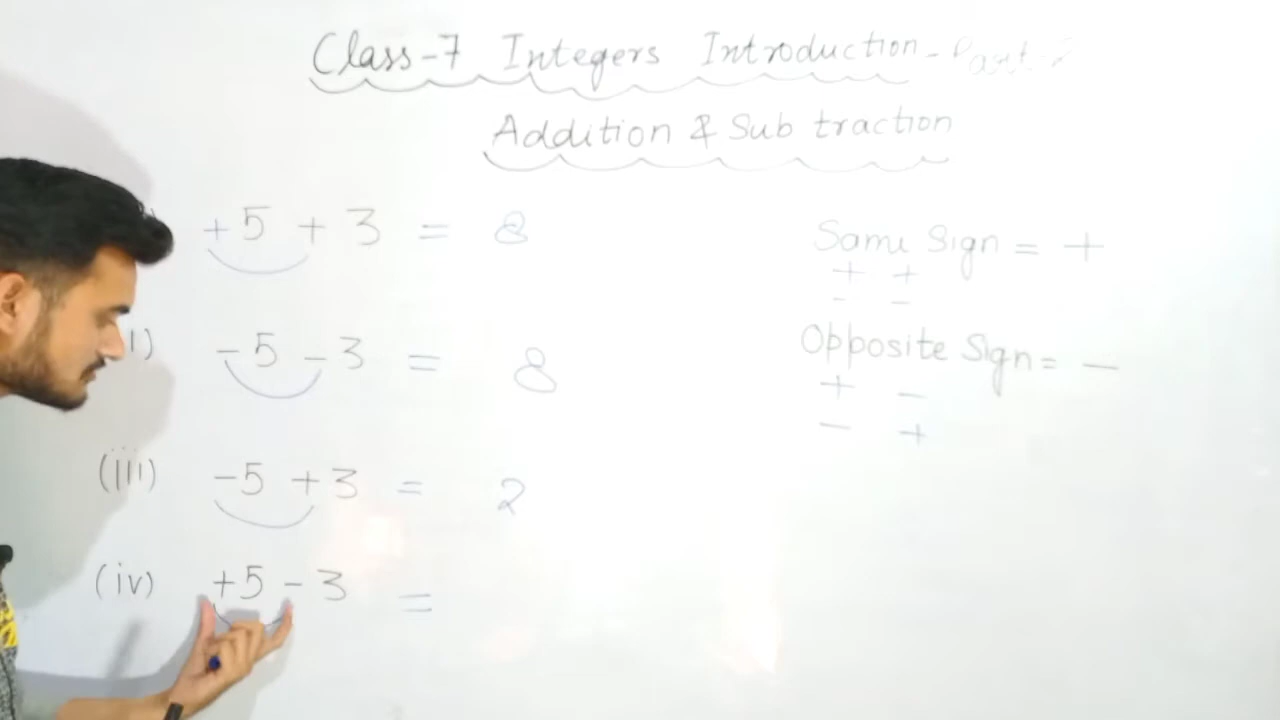 Class-7 Integers Introduction - Part-2
Addition & Subtraction
+5 + 3 = 8
-5 - 3 = 8
(iii) -5 + 3 = 2
(iv) +5 - 3 =
Same Sign = +
+ +
- -
Opposite Sign = -
+ -
- +